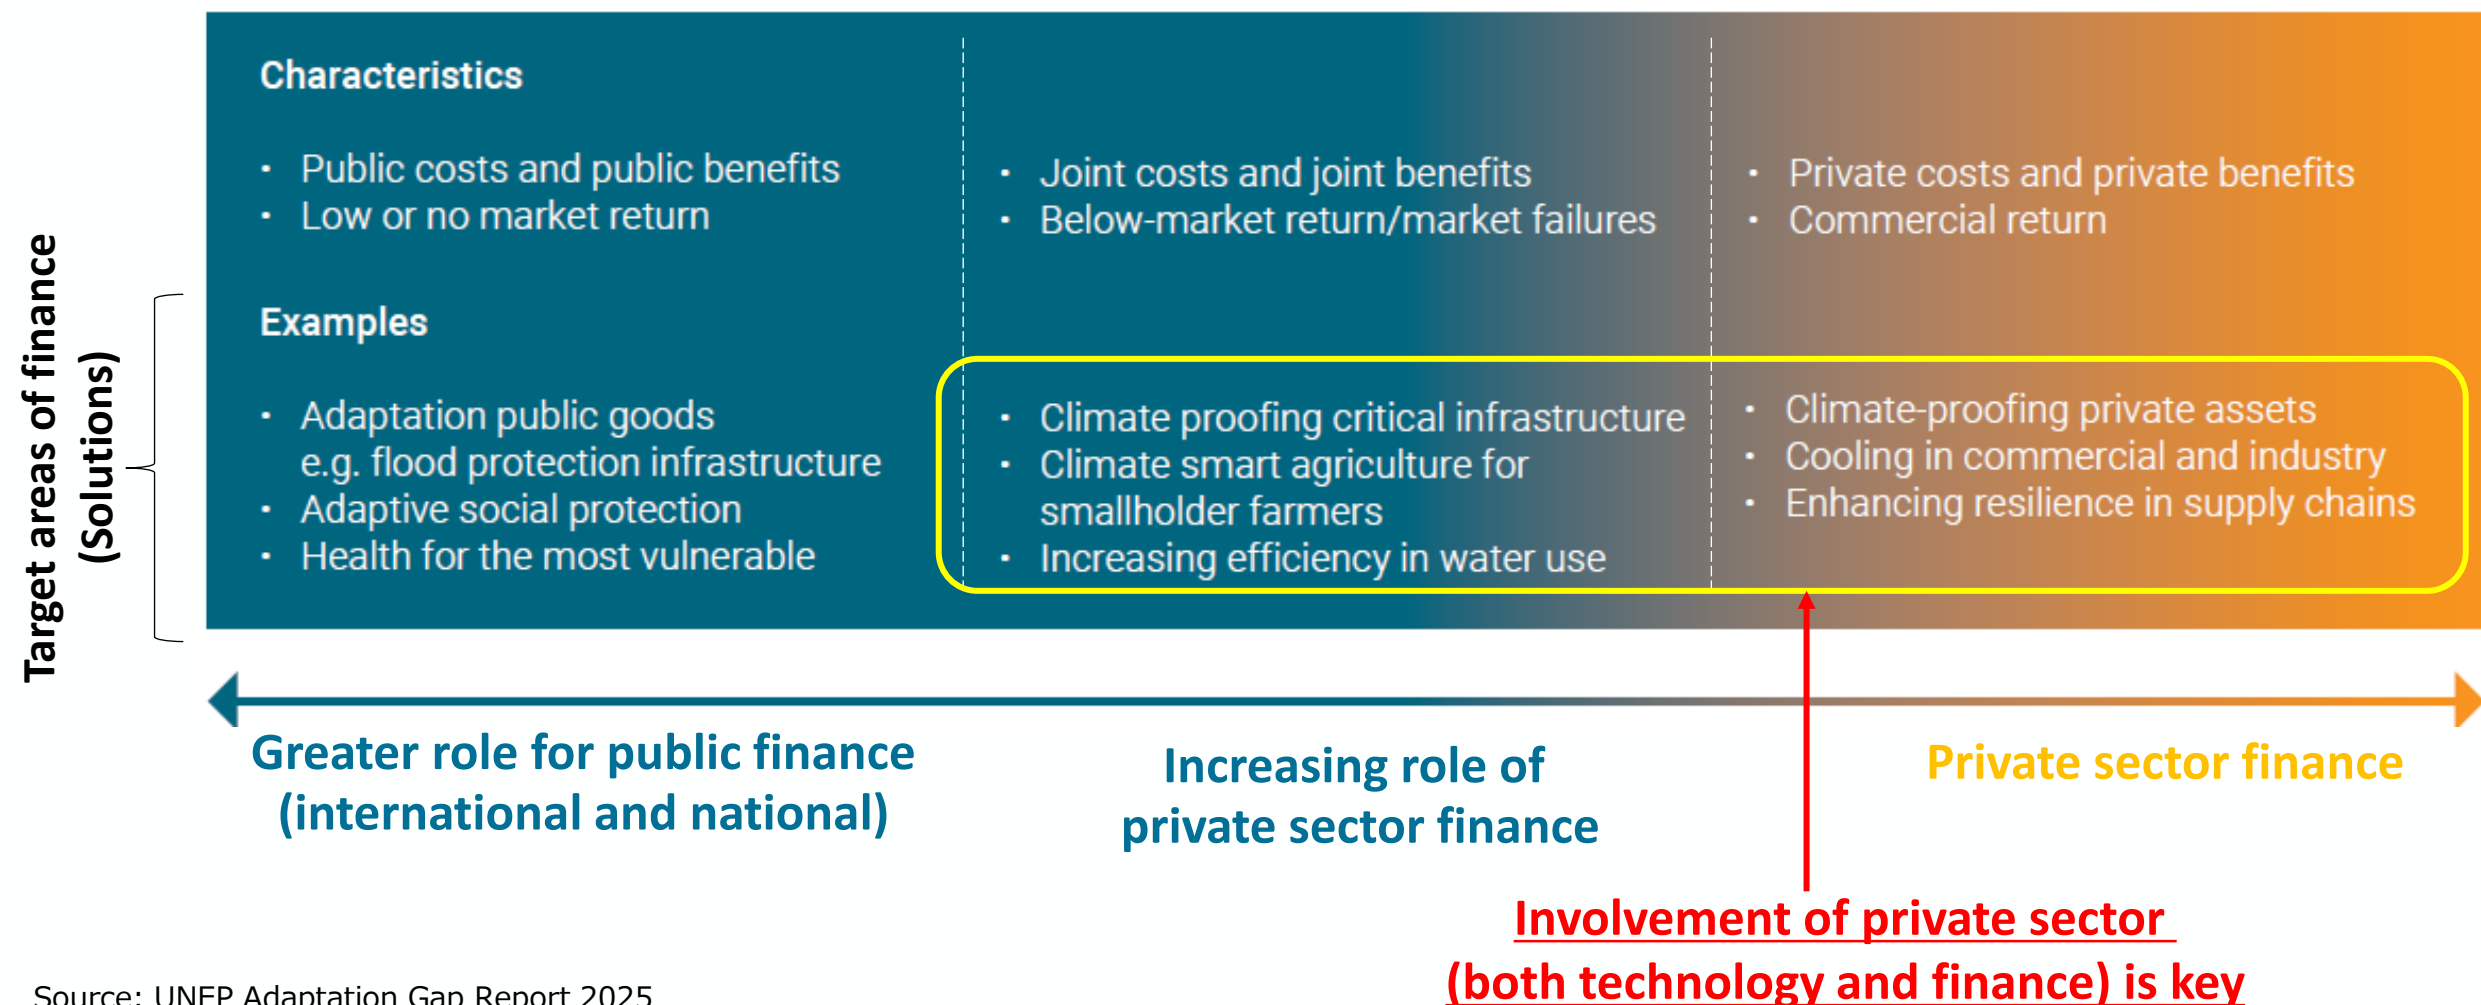 Target areas of finance
(Solutions)
Characteristics
• Public costs and public benefits
• Low or no market return
• Joint costs and joint benefits
• Below-market return/market failures
• Private costs and private benefits
• Commercial return
Examples
• Adaptation public goods
e.g. flood protection infrastructure
• Adaptive social protection
• Health for the most vulnerable
• Climate proofing critical infrastructure
• Climate smart agriculture for
smallholder farmers
• Increasing efficiency in water use
• Climate-proofing private assets
• Cooling in commercial and industry
• Enhancing resilience in supply chains
Greater role for public finance
(international and national)
Increasing role of
private sector finance
Private sector finance
Involvement of private sector
(both technology and finance) is key
Source: UNEP Adaptation Gap Report 2025